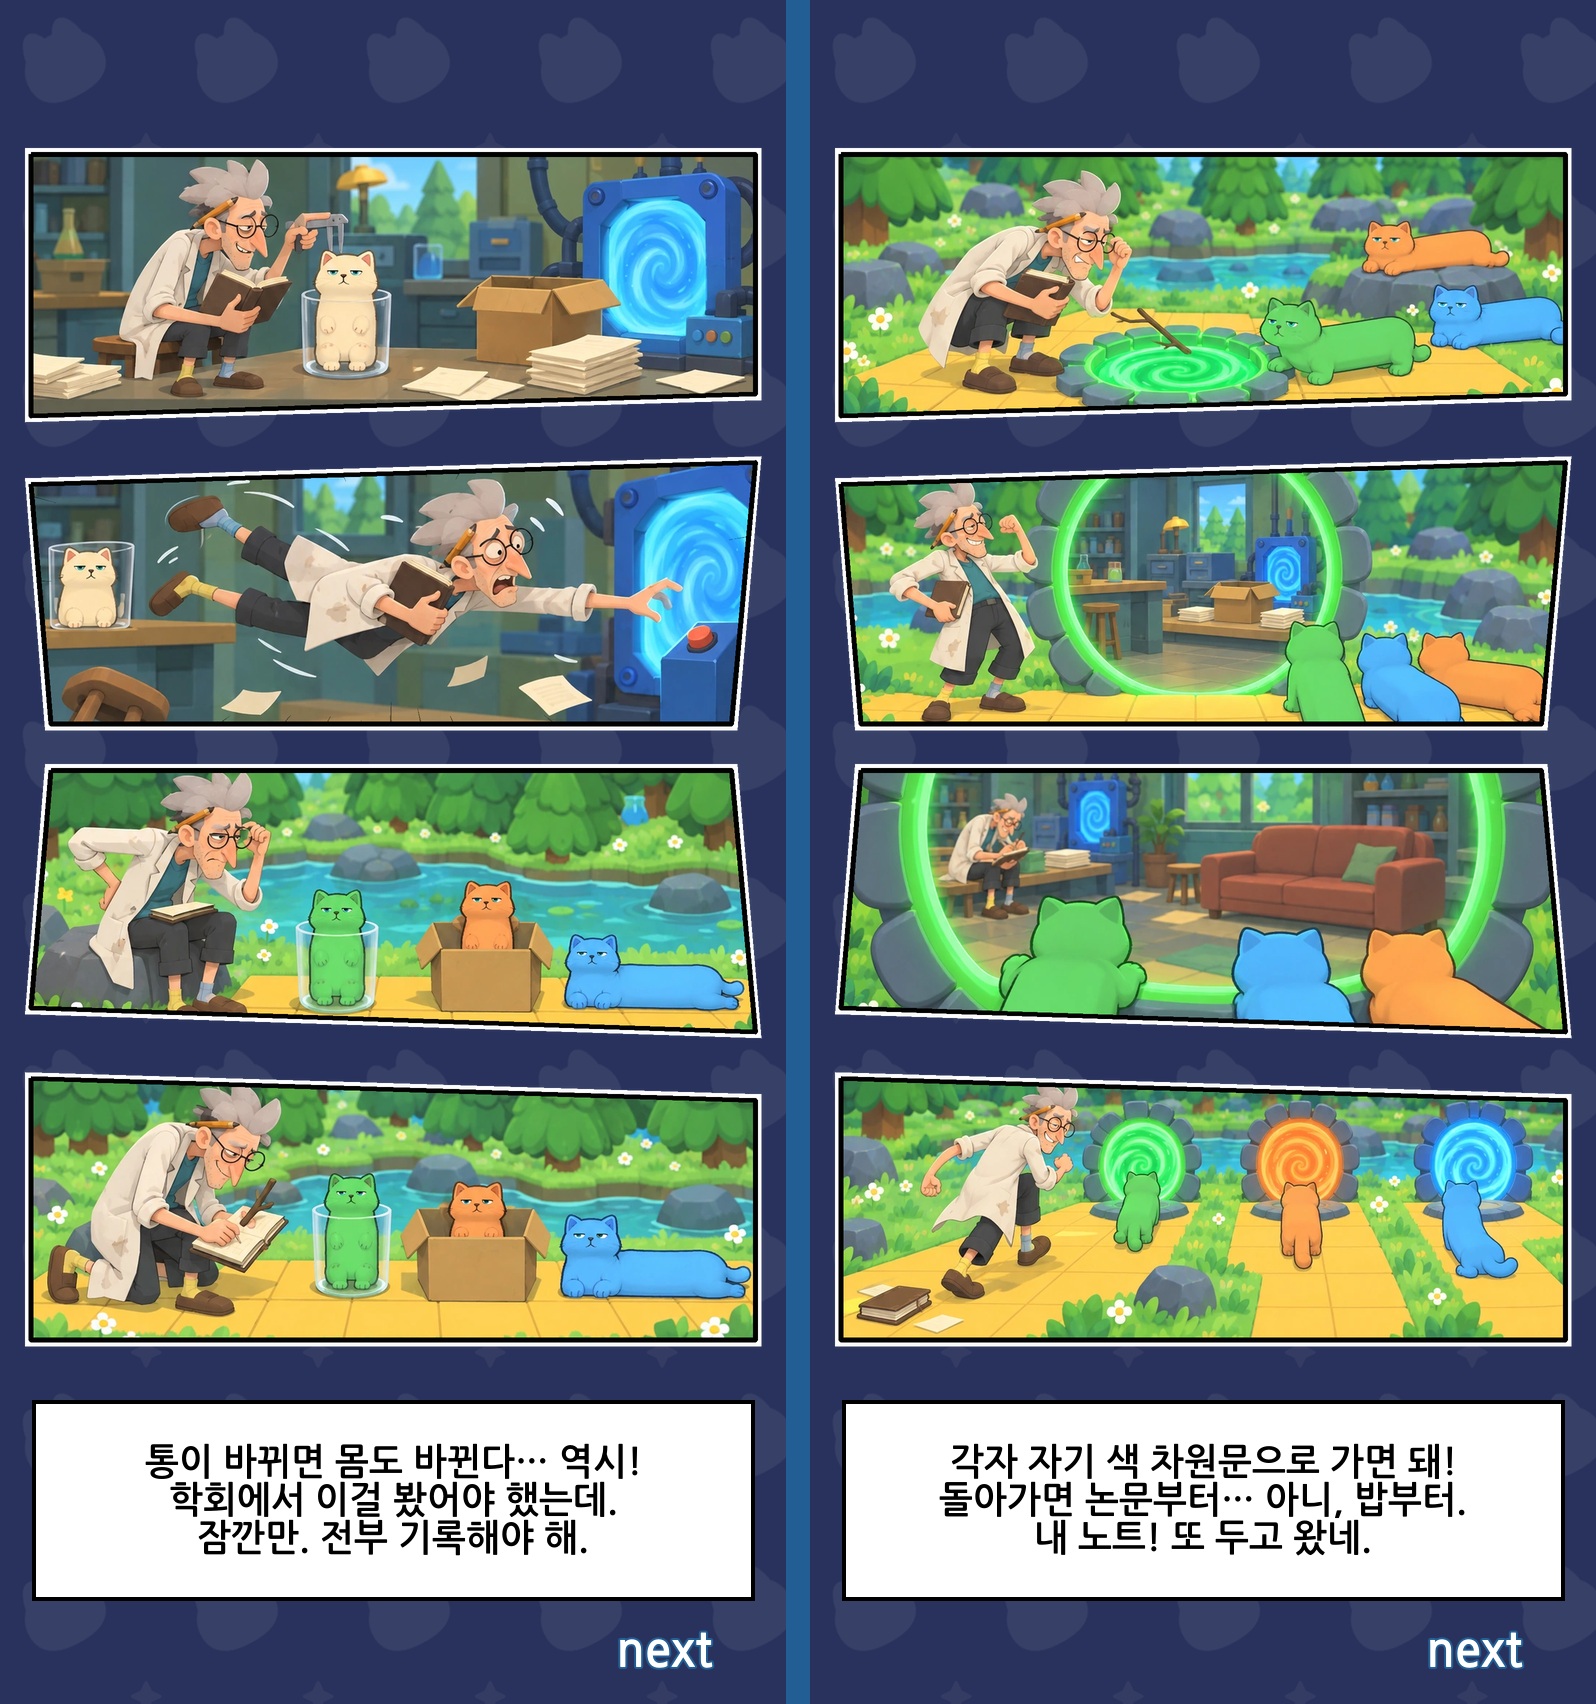 통이 바뀌면 몸도 바뀐다… 역시!
학회에서 이걸 봤어야 했는데.
잠깐만. 전부 기록해야 해.
next
각자 자기 색 차원문으로 가면 돼!
돌아가면 논문부터… 아니, 밥부터.
내 노트! 또 두고 왔네.
next